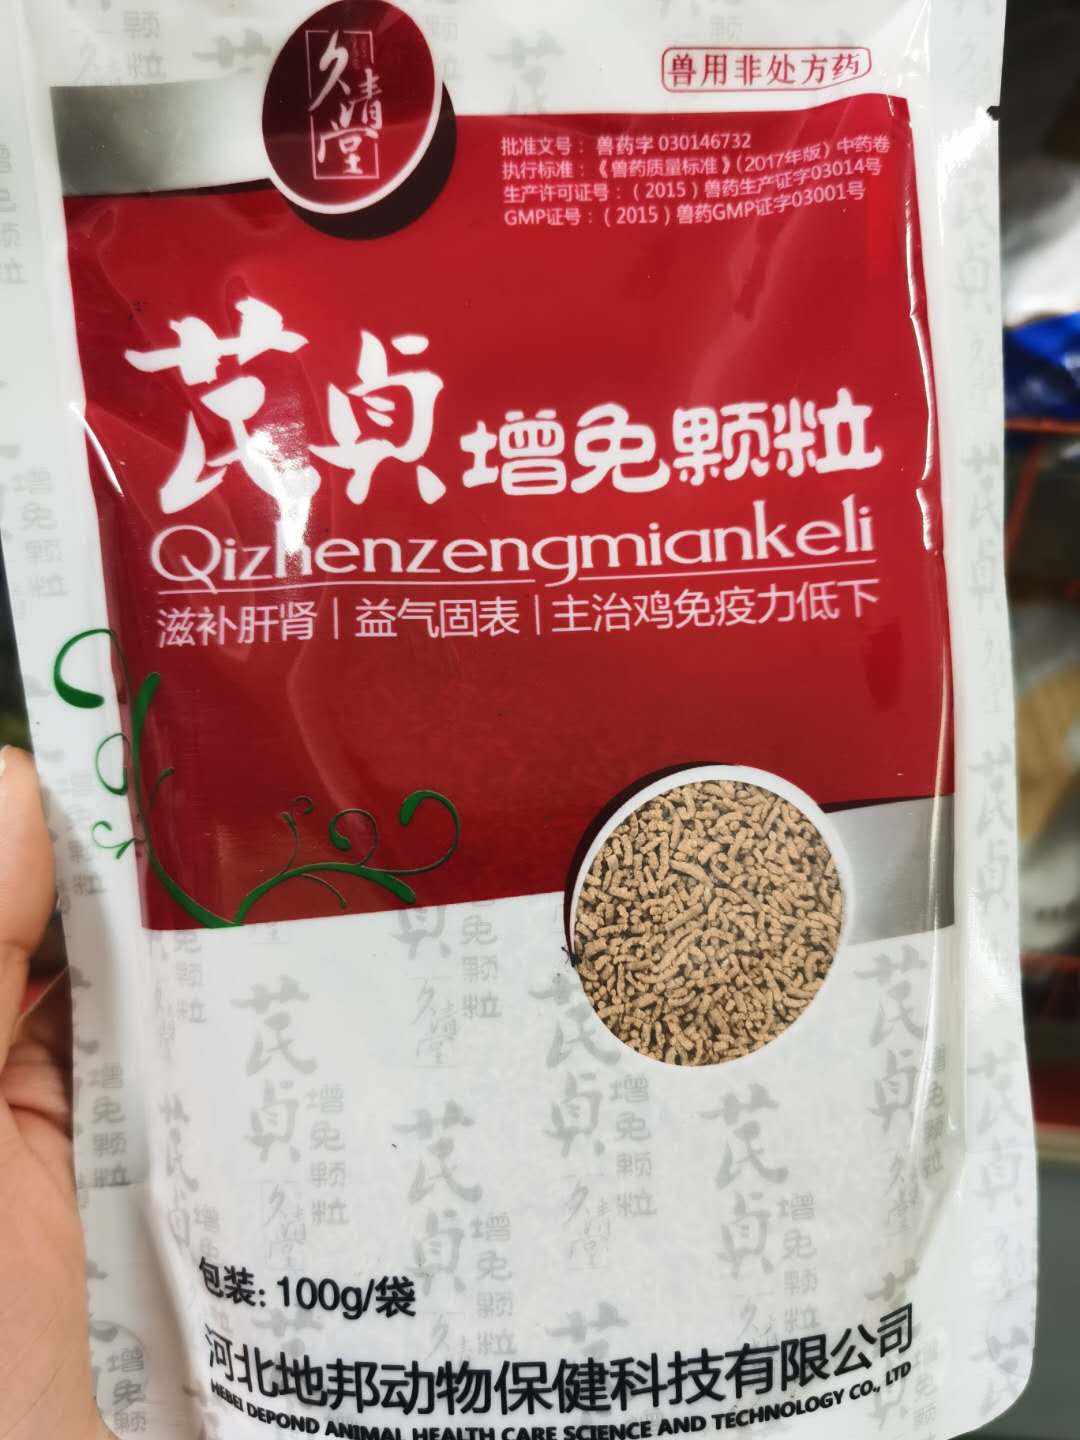 久清堂
兽用非处方药
批准文号： 兽药字 030146732
执行标准：《兽药质量标准》（2017年版）中药卷
生产许可证号：（2015）兽药生产证字03014号
GMP证号：（2015）兽药GMP证字03001号
芪贞增免颗粒
Qizhenzengmiankeli
滋补肝肾 | 益气固表 | 主治鸡免疫力低下
包装: 100g/袋
河北地邦动物保健科技有限公司
HEBEI DEPOND ANIMAL HEALTH CARE SCIENCE AND TECHNOLOGY CO., LTD